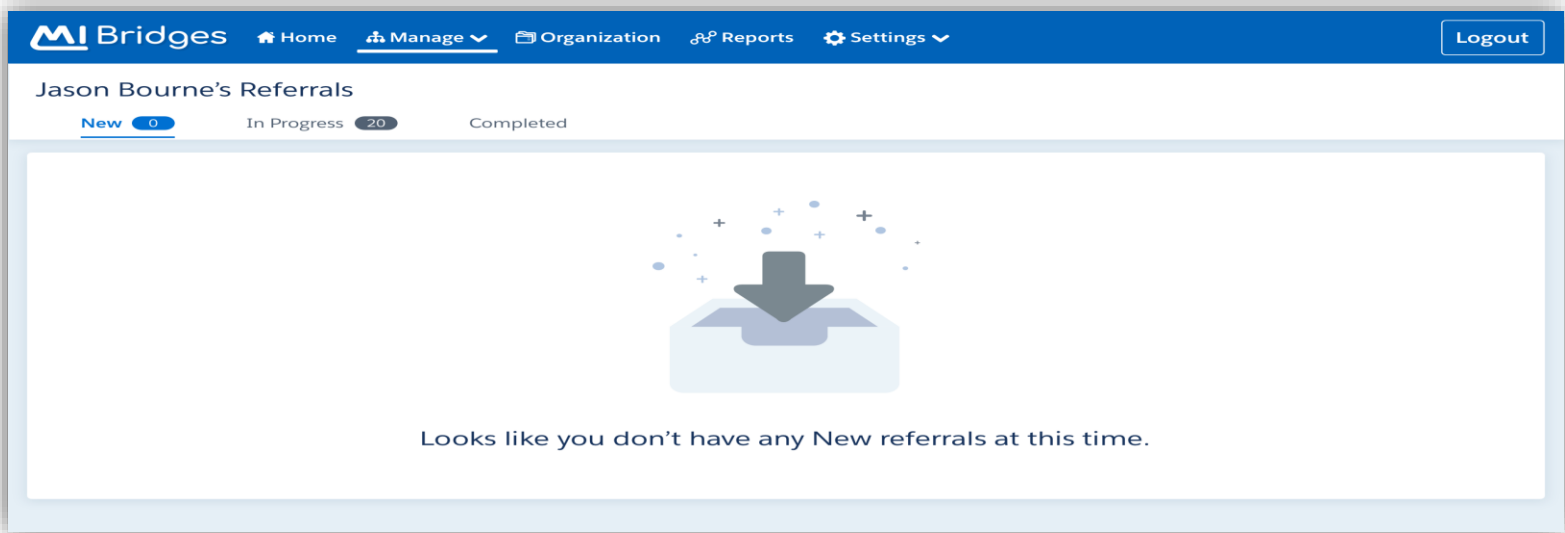 MI Bridges Home Manage Organization Reports Settings Logout
Jason Bourne’s Referrals
New 0 In Progress 20 Completed
Looks like you don’t have any New referrals at this time.